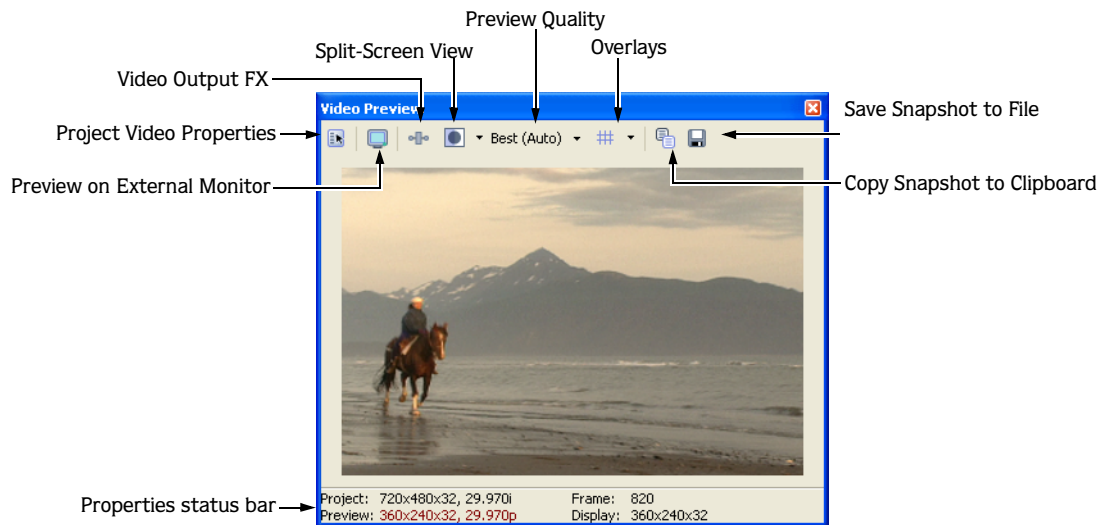 Preview Quality
Split-Screen View
Overlays
Video Output FX
Video Preview
Save Snapshot to File
Project Video Properties
Best (Auto)
Preview on External Monitor
Copy Snapshot to Clipboard
Properties status bar
Project: 720x480x32, 29.970i
Frame: 820
Preview: 360x240x32, 29.970p
Display: 360x240x32